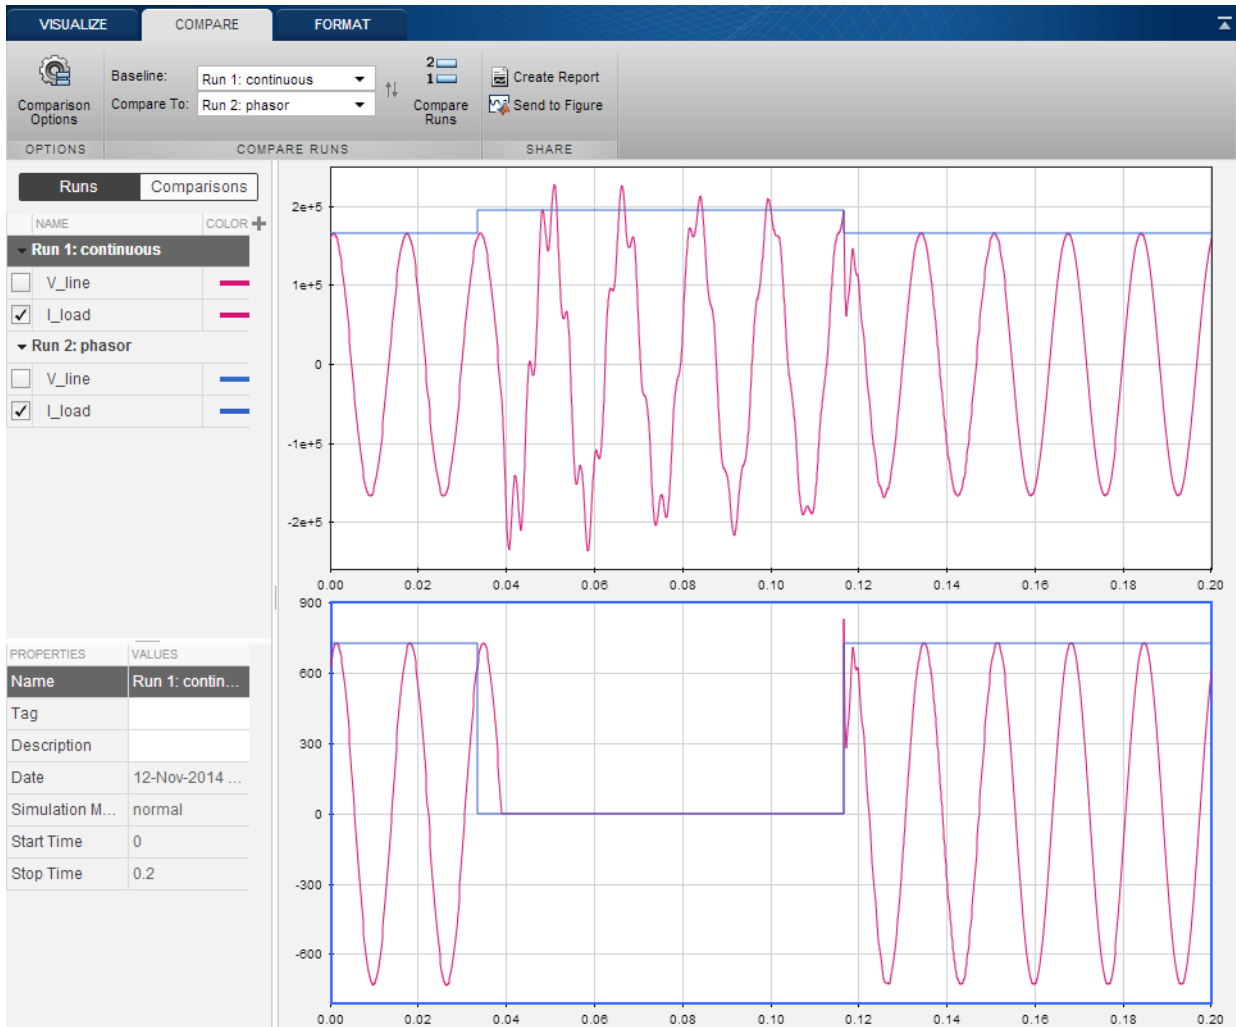 VISUALIZE COMPARE FORMAT
Comparison Options
Baseline: Run 1: continuous
Compare To: Run 2: phasor
2
1
Compare Runs
Create Report
Send to Figure
OPTIONS COMPARE RUNS SHARE
Runs Comparisons
NAME COLOR
Run 1: continuous
V_line
I_load
Run 2: phasor
V_line
I_load
PROPERTIES VALUES
Name Run 1: contin...
Tag
Description
Date 12-Nov-2014 ...
Simulation M... normal
Start Time 0
Stop Time 0.2
2e+5
1e+5
0
-1e+5
-2e+5
0.00 0.02 0.04 0.06 0.08 0.10 0.12 0.14 0.16 0.18 0.20
900
600
300
0
-300
-600
0.00 0.02 0.04 0.06 0.08 0.10 0.12 0.14 0.16 0.18 0.20